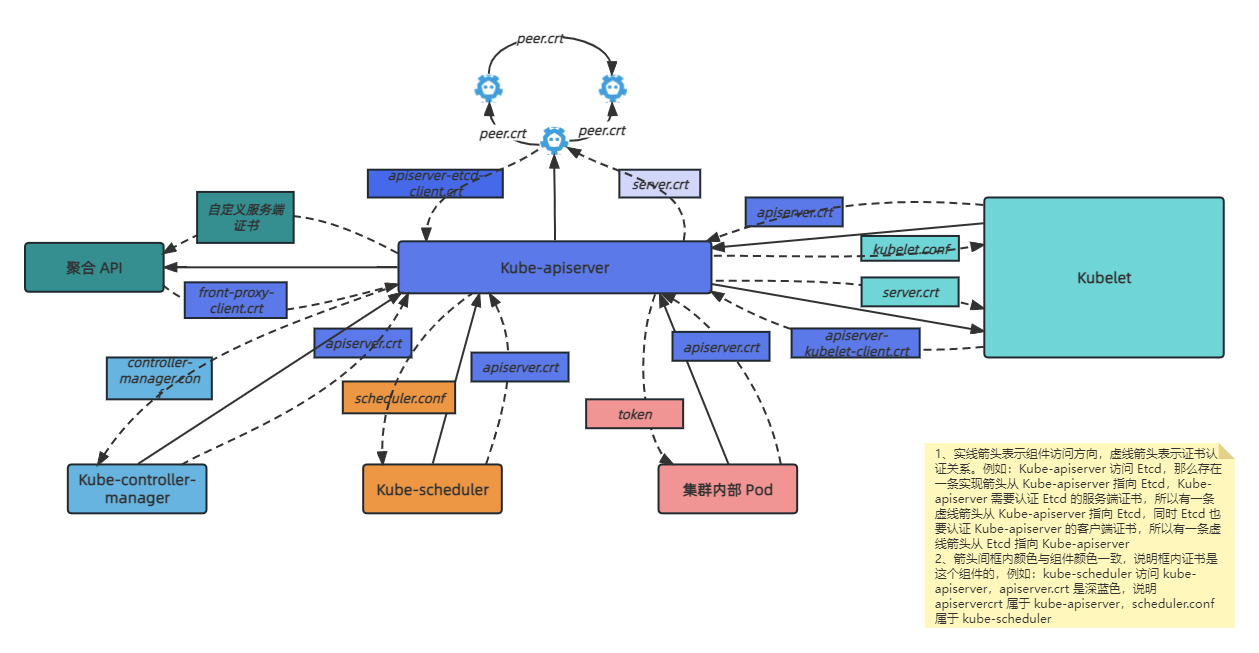 peer.crt
peer.crt
peer.crt
apiserver-etcd-
client.crt
server.crt
自定义服务端
证书
apiserver.crt
kubelet.conf
聚合 API
Kube-apiserver
Kubelet
front-proxy-
client.crt
server.crt
apiserver.crt
apiserver.crt
apiserver-
kubelet-client.crt
controller-
manager.con
apiserver.crt
scheduler.conf
token
Kube-controller-
manager
Kube-scheduler
集群内部 Pod
1、实线箭头表示组件访问方向，虚线箭头表示证书认
证关系。例如：Kube-apiserver 访问 Etcd，那么存在
一条实现箭头从 Kube-apiserver 指向 Etcd，Kube-
apiserver 需要认证 Etcd 的服务端证书，所以有一条
虚线箭头从 Kube-apiserver 指向 Etcd，同时 Etcd 也
要认证 Kube-apiserver 的客户端证书，所以有一条虚
线箭头从 Etcd 指向 Kube-apiserver
2、箭头间框内颜色与组件颜色一致，说明框内证书是
这个组件的，例如：kube-scheduler 访问 kube-
apiserver，apiserver.crt 是深蓝色，说明
apiservercrt 属于 kube-apiserver，scheduler.conf
属于 kube-scheduler